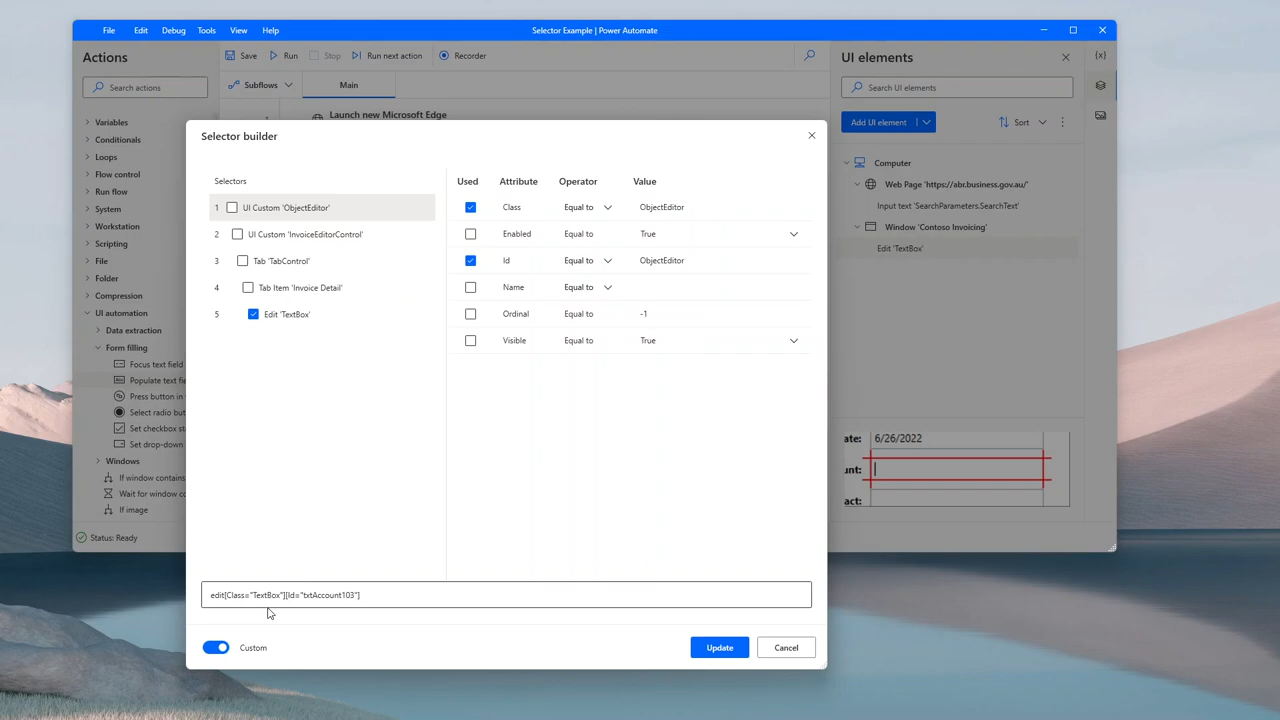 File Edit Debug Tools View Help Selector Example | Power Automate
Actions
Save Run Stop Run next action Recorder
UI elements
{x}
Search actions
Subflows Main
Search UI elements
Add UI element Sort
Variables
Conditionals
Loops
Flow control
Run flow
System
Workstation
Scripting
File
Folder
Compression
UI automation
Data extraction
Form filling
Focus text field
Populate text fie
Press button in
Select radio but
Set checkbox sta
Set drop-down
Windows
If window contains
Wait for window co
If image
Status: Ready
1
Launch new Microsoft Edge
Selector builder
Selectors
1 UI Custom 'ObjectEditor'
2 UI Custom 'InvoiceEditorControl'
3 Tab 'TabControl'
4 Tab Item 'Invoice Detail'
5 Edit 'TextBox'
Used Attribute Operator Value
Class Equal to ObjectEditor
Enabled Equal to True
Id Equal to ObjectEditor
Name Equal to
Ordinal Equal to -1
Visible Equal to True
edit[Class="TextBox"][Id="txtAccount103"]
Custom
Update Cancel
Computer
Web Page 'https://abr.business.gov.au/'
Input text 'SearchParameters.SearchText'
Window 'Contoso Invoicing'
Edit 'TextBox'
ate: 6/26/2022
unt:
act: